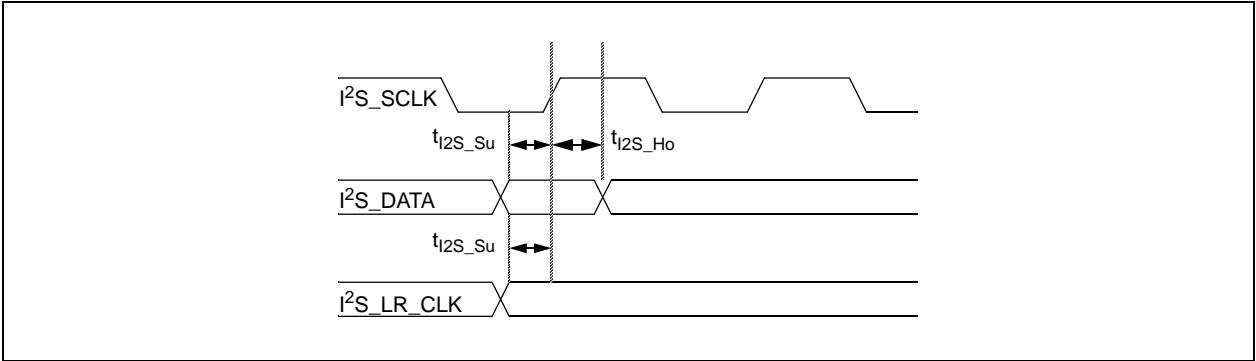 I²S_SCLK
tI2S_Su
tI2S_Ho
I²S_DATA
tI2S_Su
I²S_LR_CLK